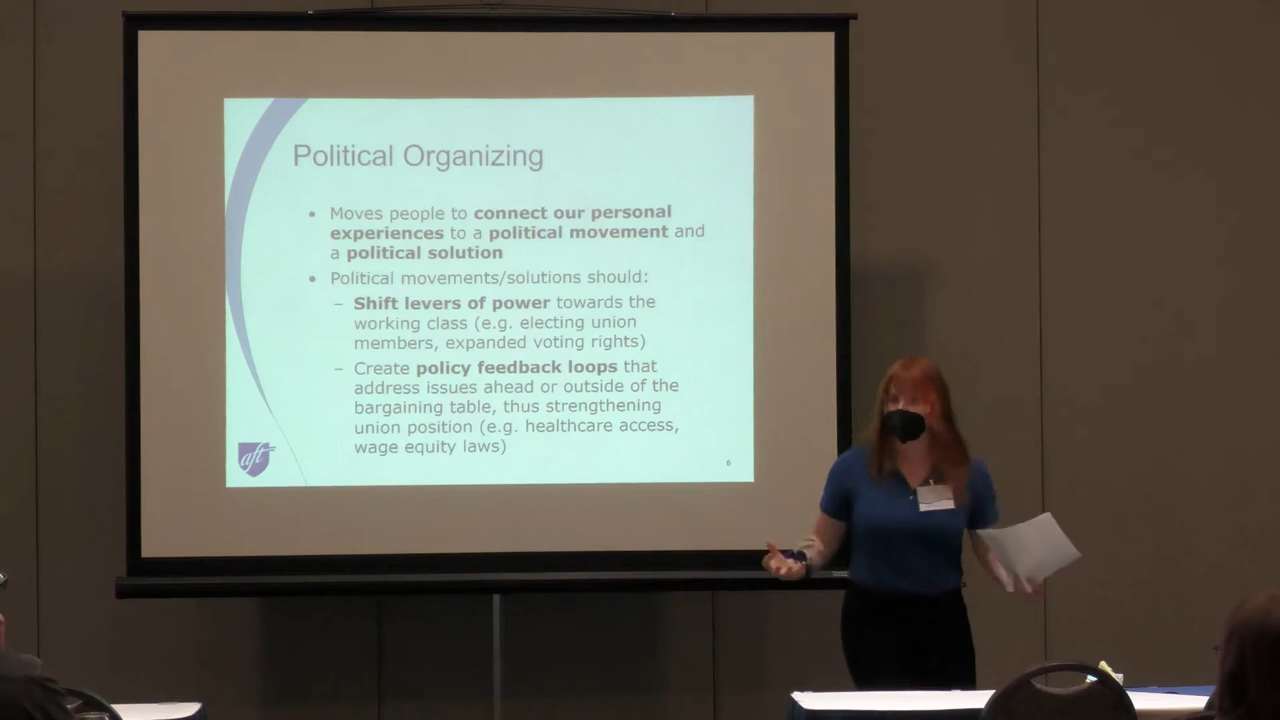 Political Organizing
• Moves people to connect our personal
experiences to a political movement and
a political solution
• Political movements/solutions should:
– Shift levers of power towards the
working class (e.g. electing union
members, expanded voting rights)
– Create policy feedback loops that
address issues ahead or outside of the
bargaining table, thus strengthening
union position (e.g. healthcare access,
wage equity laws)
aft
6